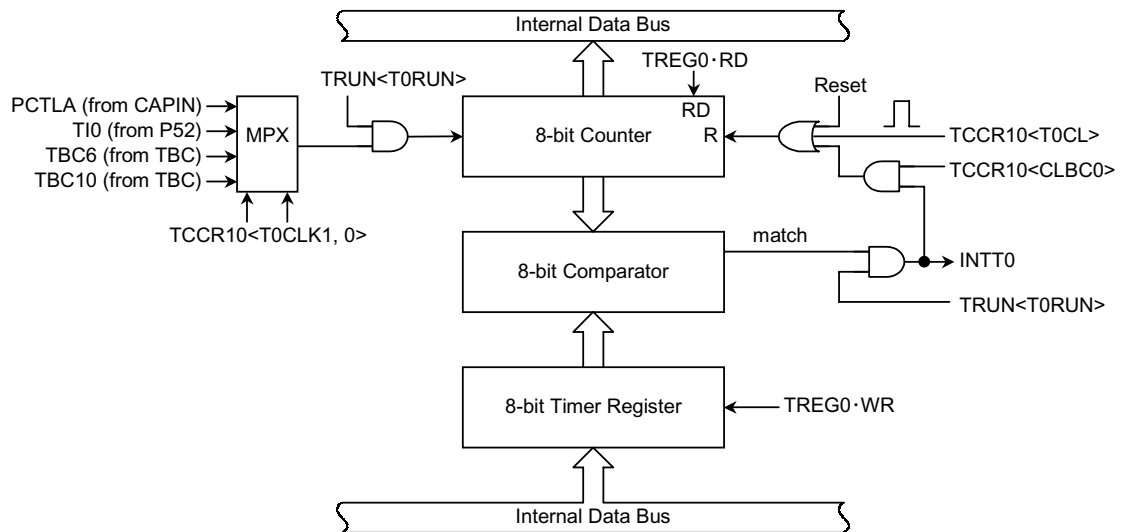 Internal Data Bus
TREG0·RD
TRUN<T0RUN>
Reset
PCTLA (from CAPIN)
TI0 (from P52)
TBC6 (from TBC)
TBC10 (from TBC)
MPX
8-bit Counter
RD
R
TCCR10<T0CL>
TCCR10<CLBC0>
TCCR10<T0CLK1, 0>
match
8-bit Comparator
INTT0
TRUN<T0RUN>
8-bit Timer Register
TREG0·WR
Internal Data Bus